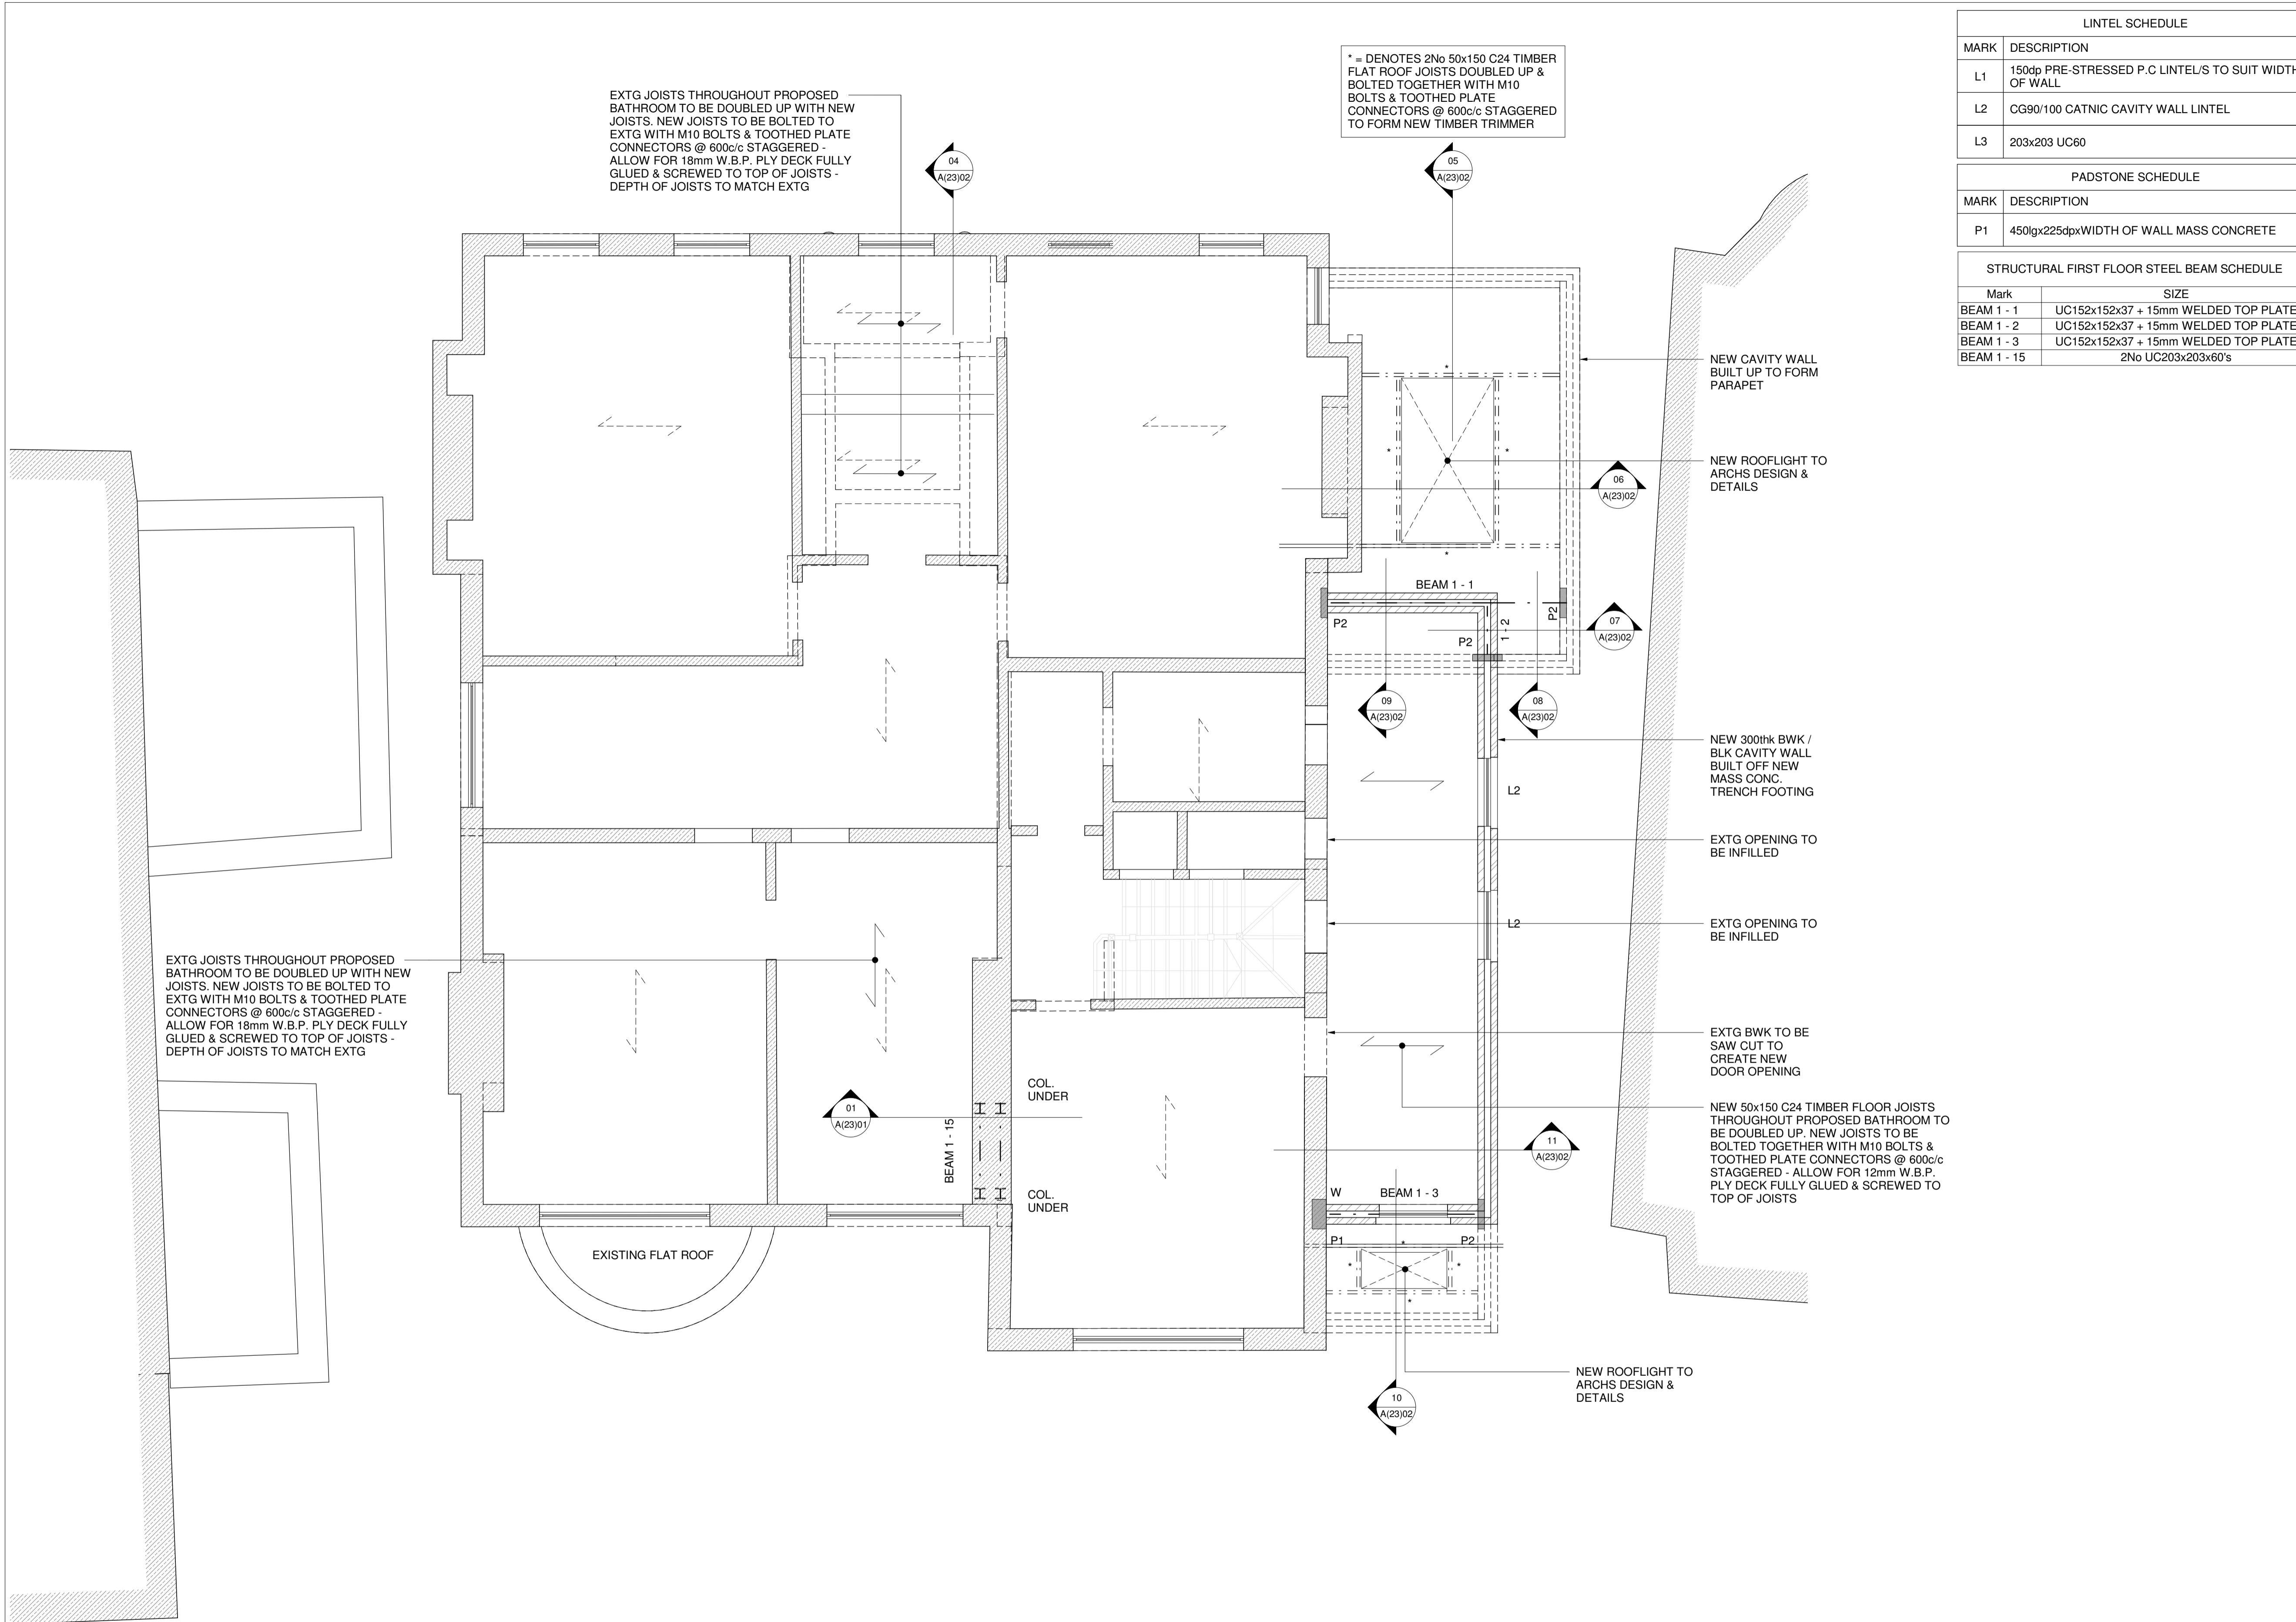 EXTG JOISTS THROUGHOUT PROPOSED
BATHROOM TO BE DOUBLED UP WITH NEW
JOISTS. NEW JOISTS TO BE BOLTED TO
EXTG WITH M10 BOLTS & TOOTHED PLATE
CONNECTORS @ 600c/c STAGGERED -
ALLOW FOR 18mm W.B.P. PLY DECK FULLY
GLUED & SCREWED TO TOP OF JOISTS -
DEPTH OF JOISTS TO MATCH EXTG
04
A(23)02
* = DENOTES 2No 50x150 C24 TIMBER
FLAT ROOF JOISTS DOUBLED UP &
BOLTED TOGETHER WITH M10
BOLTS & TOOTHED PLATE
CONNECTORS @ 600c/c STAGGERED
TO FORM NEW TIMBER TRIMMER
05
A(23)02
LINTEL SCHEDULE
MARK DESCRIPTION
L1 150dp PRE-STRESSED P.C LINTEL/S TO SUIT WIDTH
OF WALL
L2 CG90/100 CATNIC CAVITY WALL LINTEL
L3 203x203 UC60
PADSTONE SCHEDULE
MARK DESCRIPTION
P1 450lgx225dpxWIDTH OF WALL MASS CONCRETE
STRUCTURAL FIRST FLOOR STEEL BEAM SCHEDULE
Mark SIZE
BEAM 1 - 1 UC152x152x37 + 15mm WELDED TOP PLATE
BEAM 1 - 2 UC152x152x37 + 15mm WELDED TOP PLATE
BEAM 1 - 3 UC152x152x37 + 15mm WELDED TOP PLATE
BEAM 1 - 15 2No UC203x203x60's
NEW CAVITY WALL
BUILT UP TO FORM
PARAPET
*
*
*
*
NEW ROOFLIGHT TO
ARCHS DESIGN &
DETAILS
06
A(23)02
BEAM 1 - 1
P2
P2
1 - 2
P2
07
A(23)02
09
A(23)02
08
A(23)02
NEW 300thk BWK /
BLK CAVITY WALL
BUILT OFF NEW
MASS CONC.
TRENCH FOOTING
L2
EXTG OPENING TO
BE INFILLED
L2
EXTG OPENING TO
BE INFILLED
EXTG JOISTS THROUGHOUT PROPOSED
BATHROOM TO BE DOUBLED UP WITH NEW
JOISTS. NEW JOISTS TO BE BOLTED TO
EXTG WITH M10 BOLTS & TOOTHED PLATE
CONNECTORS @ 600c/c STAGGERED -
ALLOW FOR 18mm W.B.P. PLY DECK FULLY
GLUED & SCREWED TO TOP OF JOISTS -
DEPTH OF JOISTS TO MATCH EXTG
EXTG BWK TO BE
SAW CUT TO
CREATE NEW
DOOR OPENING
COL.
UNDER
01
A(23)01
BEAM 1 - 15
COL.
UNDER
NEW 50x150 C24 TIMBER FLOOR JOISTS
THROUGHOUT PROPOSED BATHROOM TO
BE DOUBLED UP. NEW JOISTS TO BE
BOLTED TOGETHER WITH M10 BOLTS &
TOOTHED PLATE CONNECTORS @ 600c/c
STAGGERED - ALLOW FOR 12mm W.B.P.
PLY DECK FULLY GLUED & SCREWED TO
TOP OF JOISTS
11
A(23)02
W
BEAM 1 - 3
P1
P2
*
*
*
*
EXISTING FLAT ROOF
NEW ROOFLIGHT TO
ARCHS DESIGN &
DETAILS
10
A(23)02